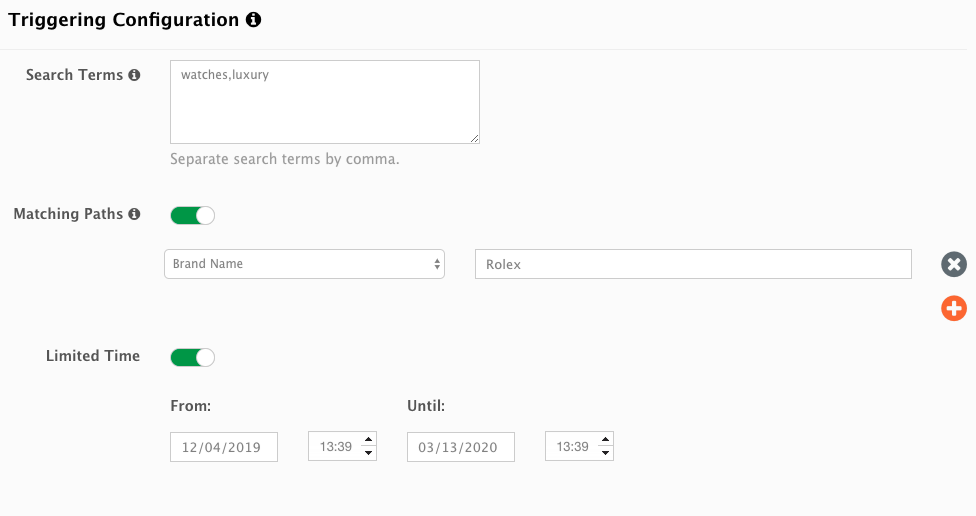 Triggering Configuration
Search Terms
watches,luxury
Separate search terms by comma.
Matching Paths
Brand Name Rolex
Limited Time
From: Until:
12/04/2019 13:39 03/13/2020 13:39